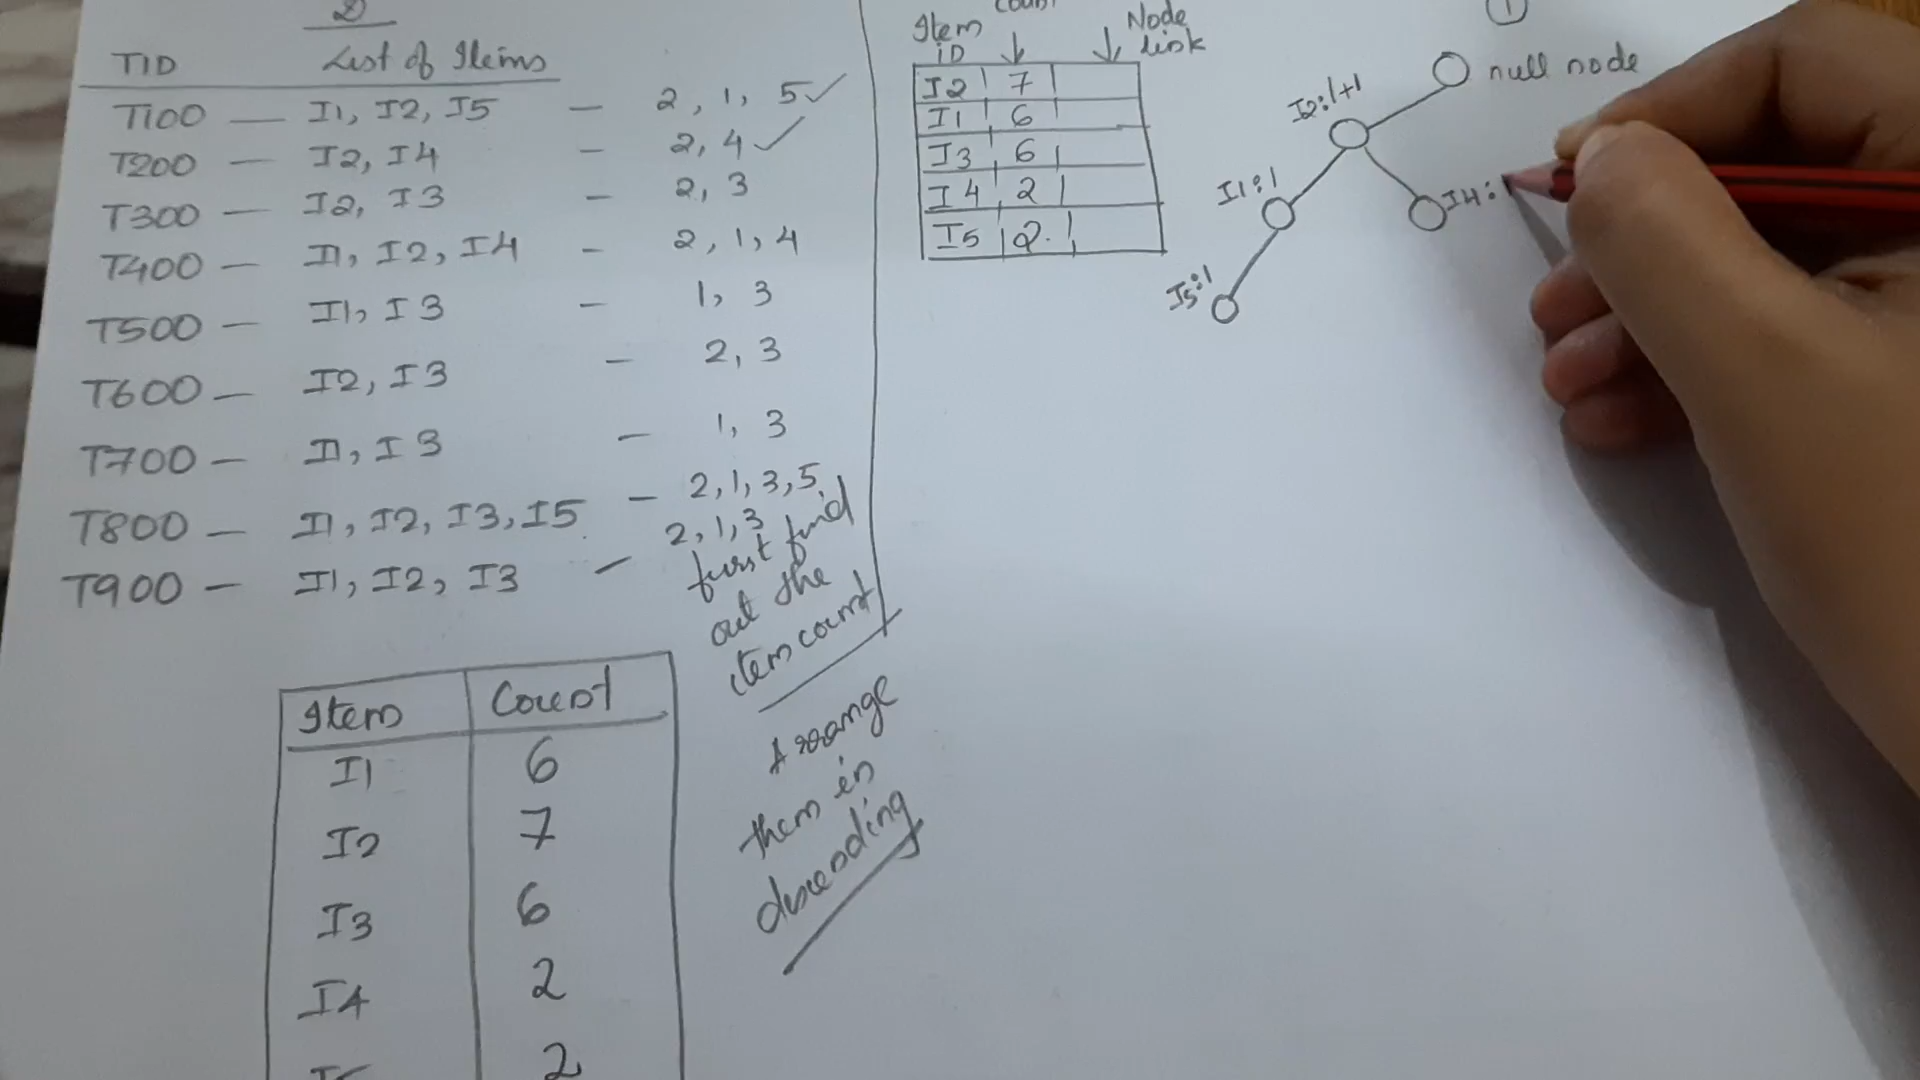 2)
TID List of Items
T100 — I1, I2, I5 — 2, 1, 5 ✓
T200 — I2, I4 — 2, 4 ✓
T300 — I2, I3 — 2, 3
T400 — I1, I2, I4 — 2, 1, 4
T500 — I1, I3 — 1, 3
T600 — I2, I3 — 2, 3
T700 — I1, I3 — 1, 3
T800 — I1, I2, I3, I5 — 2, 1, 3, 5
T900 — I1, I2, I3 — 2, 1, 3
first find
out the
item count
Arrange
them in
descending
Item Count
I1 6
I2 7
I3 6
I4 2
2
Item ID count Node link
I2 7
I1 6
I3 6
I4 2
I5 2
1
null node
I2:1+1
I1:1
I4:
I5:1